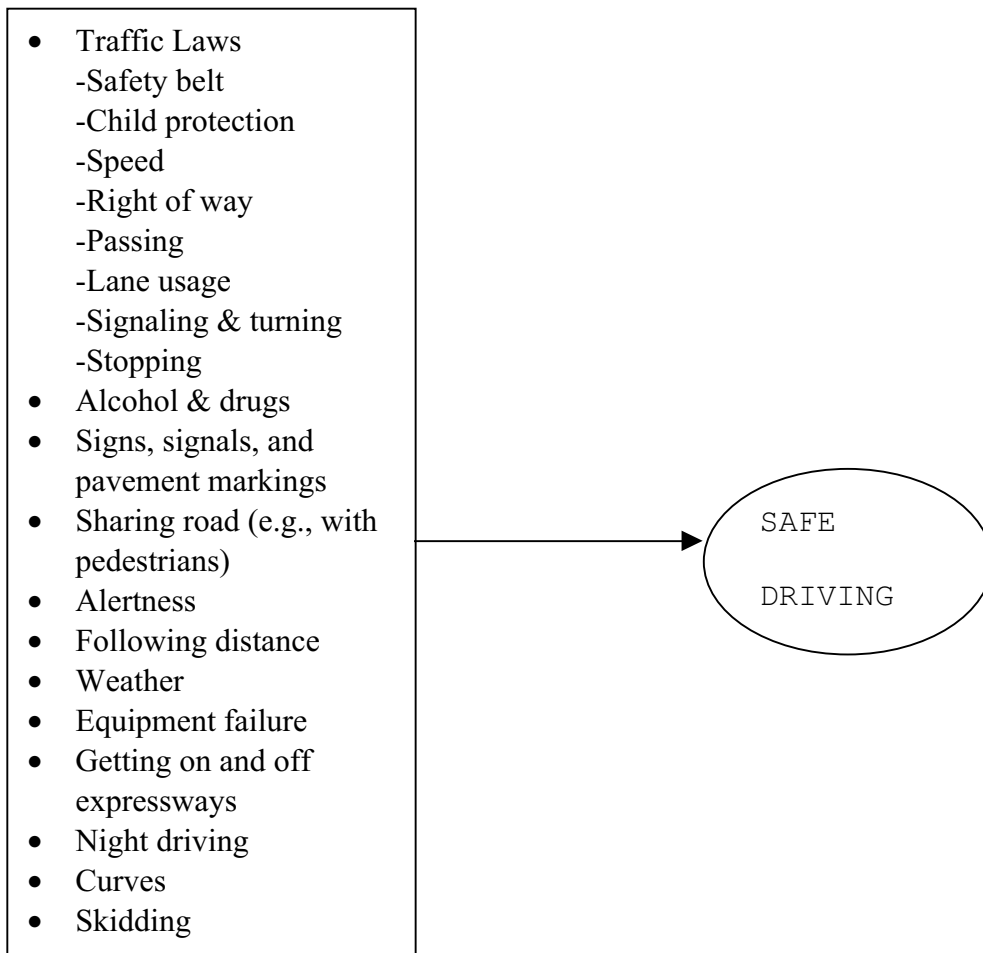 • Traffic Laws
-Safety belt
-Child protection
-Speed
-Right of way
-Passing
-Lane usage
-Signaling & turning
-Stopping
• Alcohol & drugs
• Signs, signals, and
pavement markings
• Sharing road (e.g., with
pedestrians)
• Alertness
• Following distance
• Weather
• Equipment failure
• Getting on and off
expressways
• Night driving
• Curves
• Skidding
SAFE
DRIVING